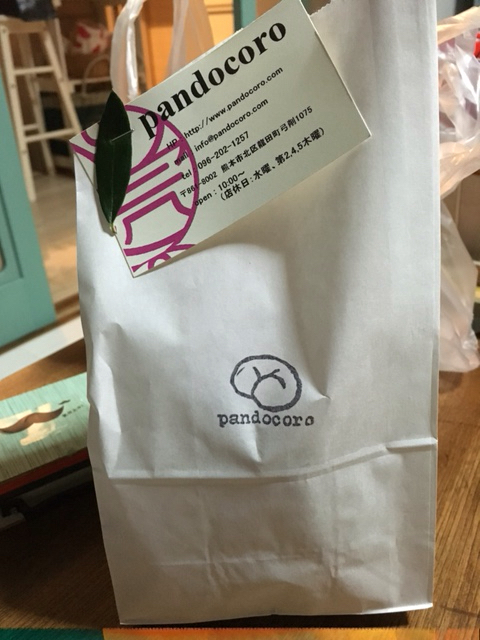 pandocoro
HP http://www.pandocoro.com
mail info@pandocoro.com
tel 096-202-1257
8002 熊本市北区龍田町弓削1075
open : 10:00〜
(店休日:水曜、第2,4,5木曜)
pandocoro